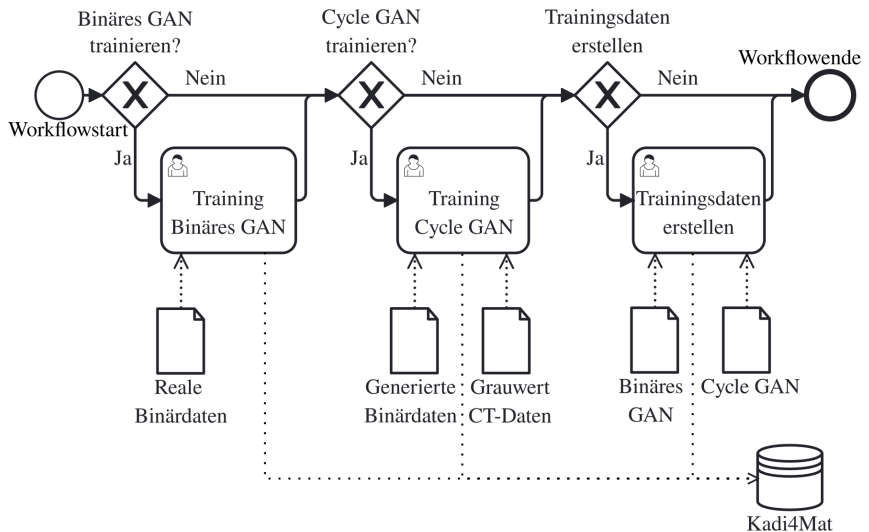 Binäres GAN
trainieren?
Cycle GAN
trainieren?
Trainingsdaten
erstellen
Workflowende
Nein
Nein
Nein
X
X
X
Workflowstart
Ja
Ja
Ja
Training
Binäres GAN
Training
Cycle GAN
Trainingsdaten
erstellen
Reale
Binärdaten
Generierte
Binärdaten
Grauwert
CT-Daten
Binäres
GAN
Cycle GAN
Kadi4Mat